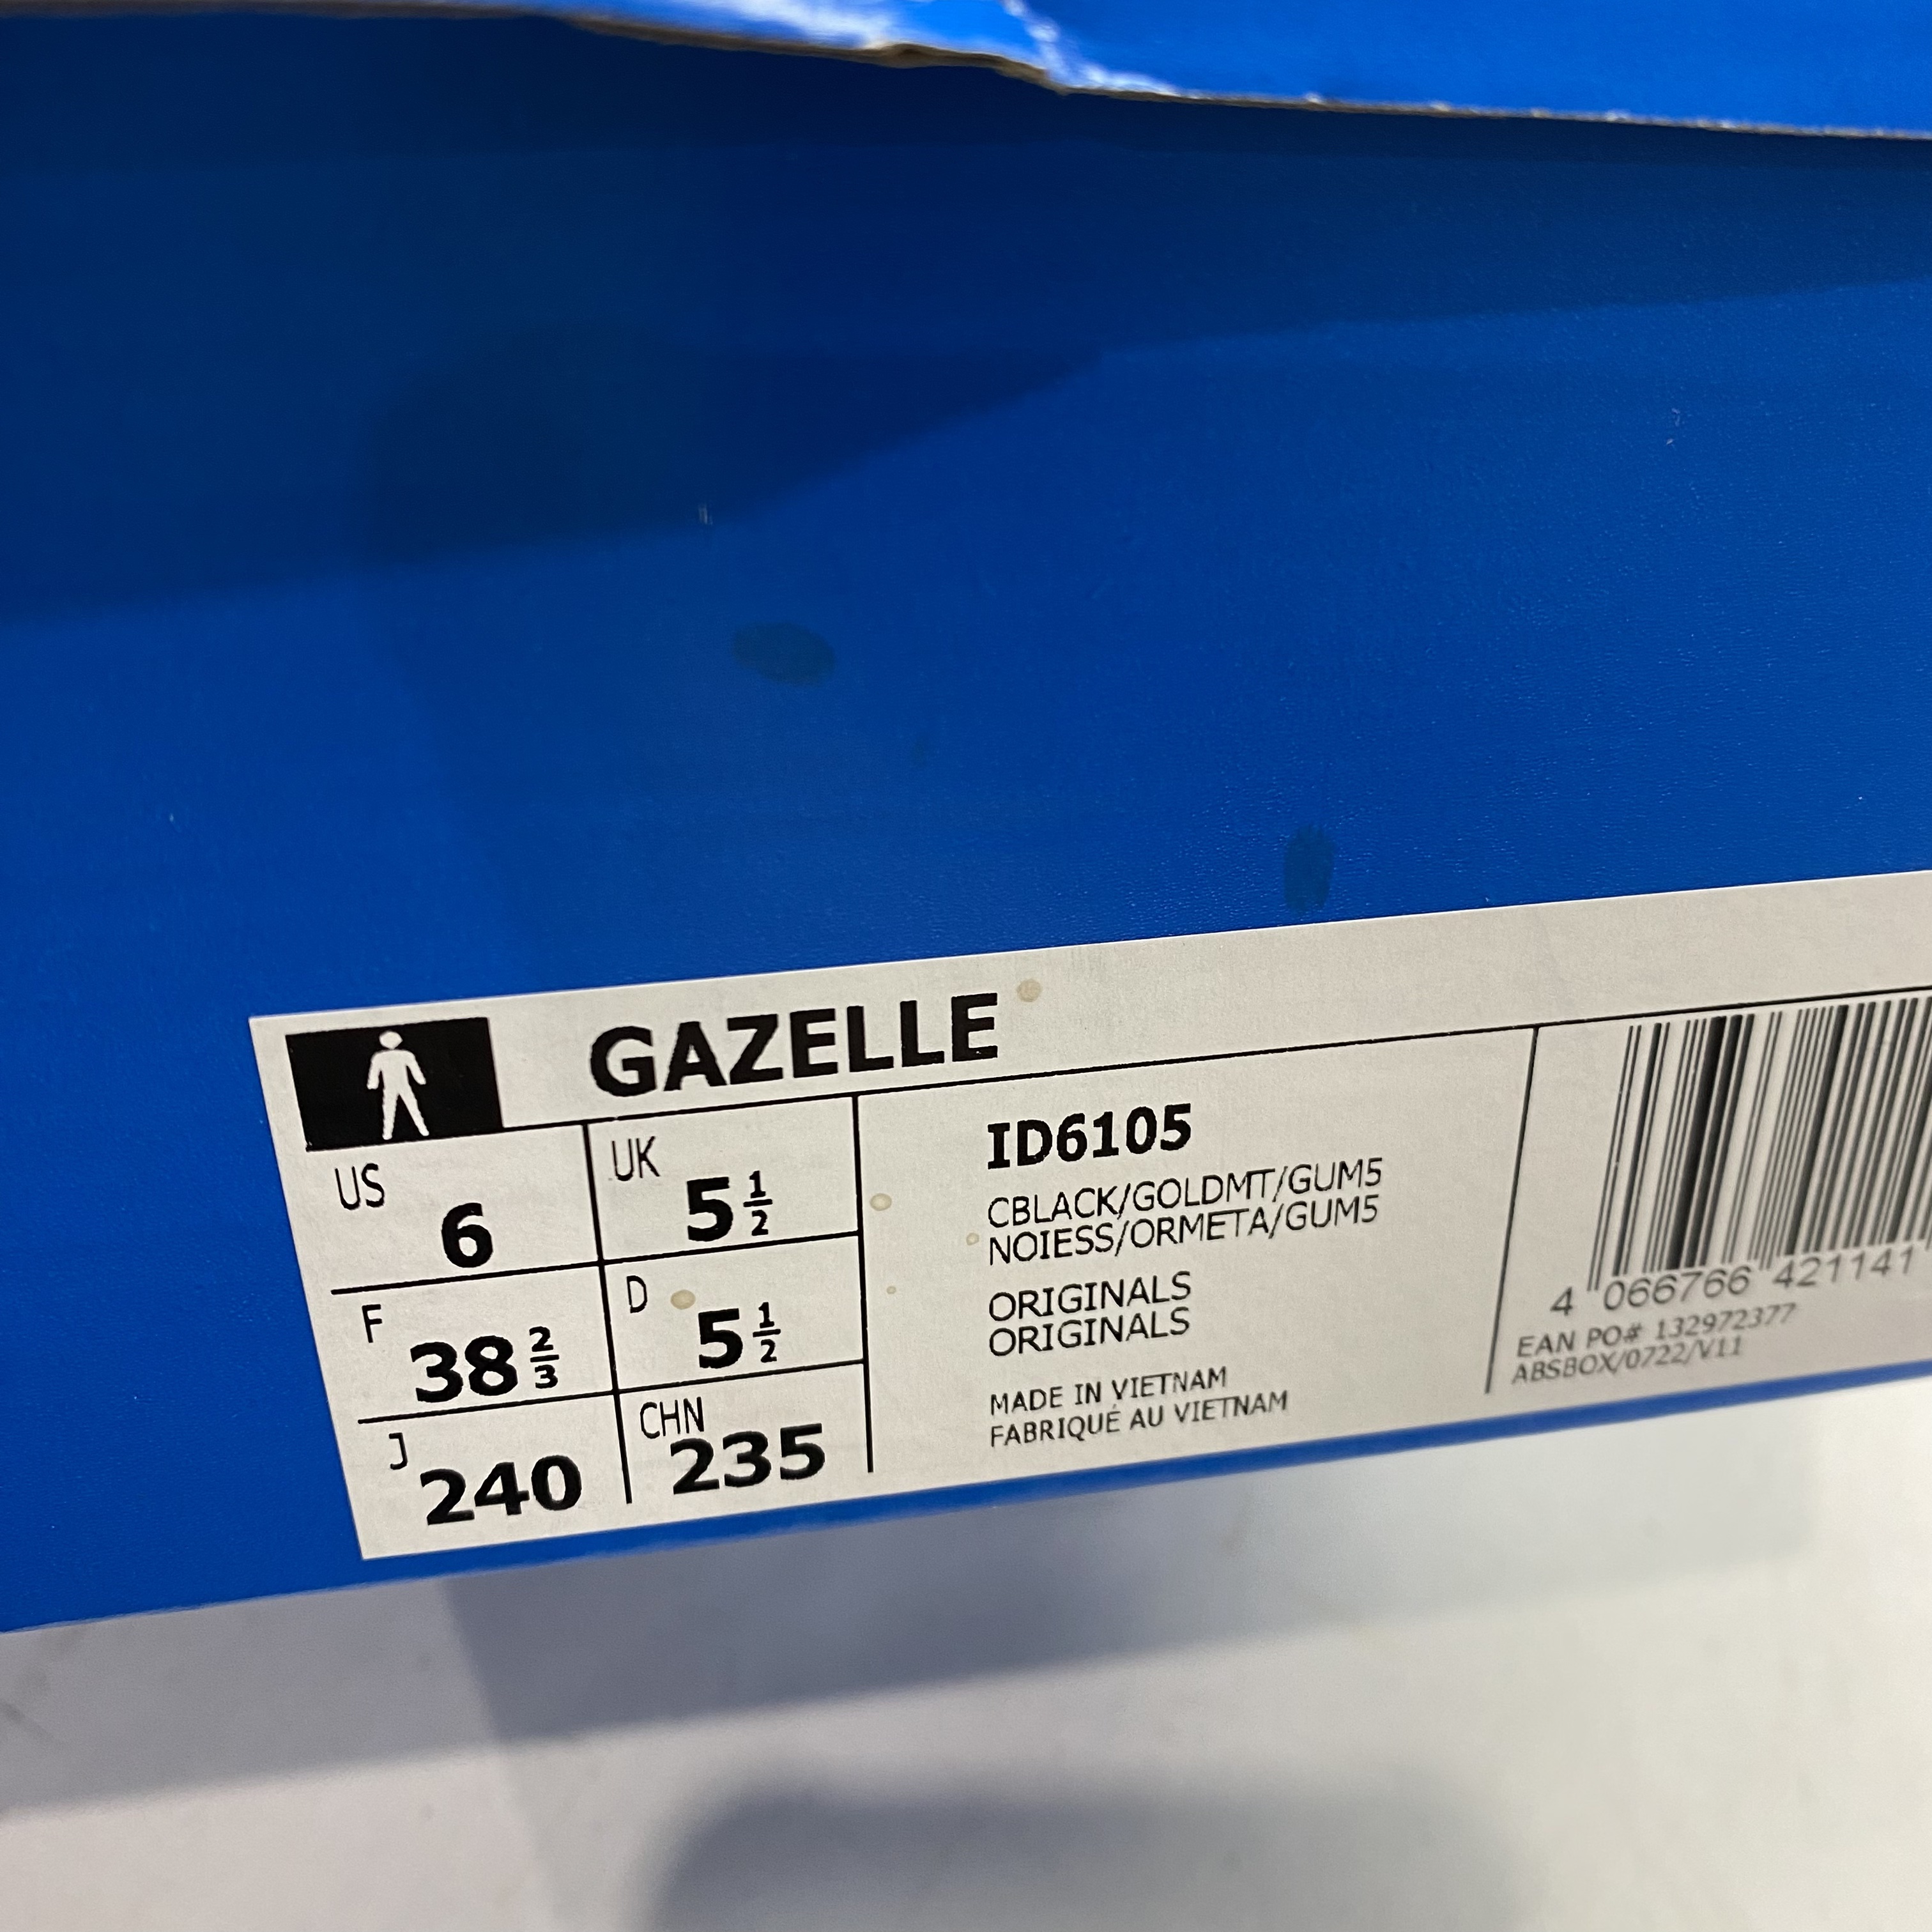 GAZELLE
US 6
UK 5 1/2
F 38 2/3
D 5 1/2
J 240
CHN 235
ID6105
CBLACK/GOLDMT/GUM5
NOIESS/ORMETA/GUM5
ORIGINALS
ORIGINALS
MADE IN VIETNAM
FABRIQUÉ AU VIETNAM
4 066766 421141
EAN PO# 132972377
ABSBOX/0722/V11